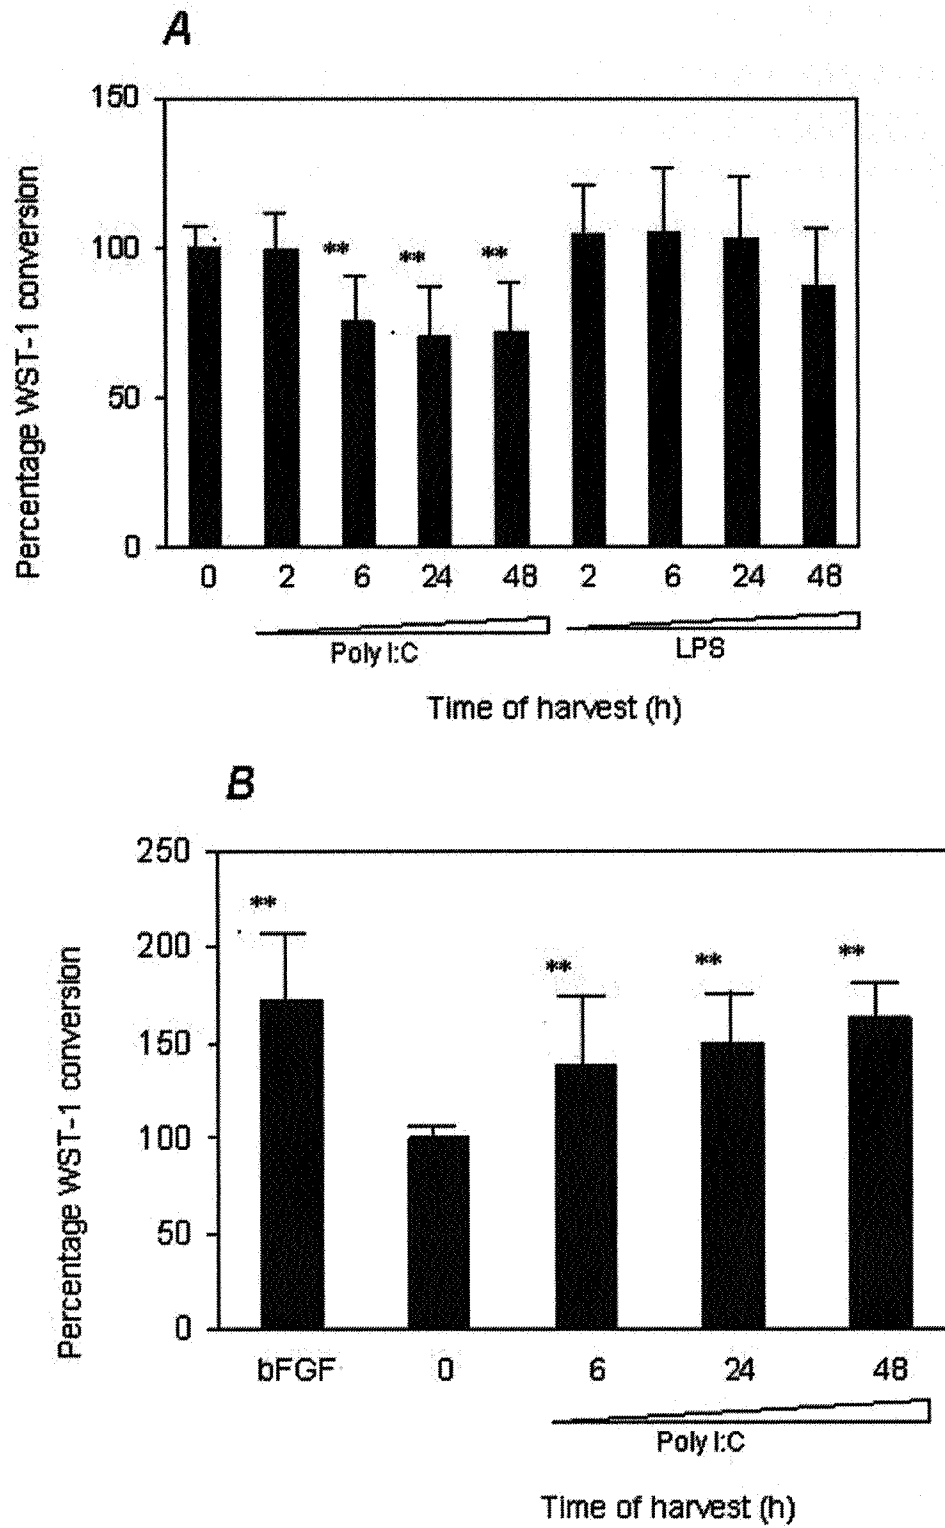 A
150
100
50
0
Percentage WST-1 conversion
** ** **
0 2 6 24 48 2 6 24 48
Poly I:C LPS
Time of harvest (h)
B
250
200
150
100
50
0
Percentage WST-1 conversion
** ** ** **
bFGF 0 6 24 48
Poly I:C
Time of harvest (h)